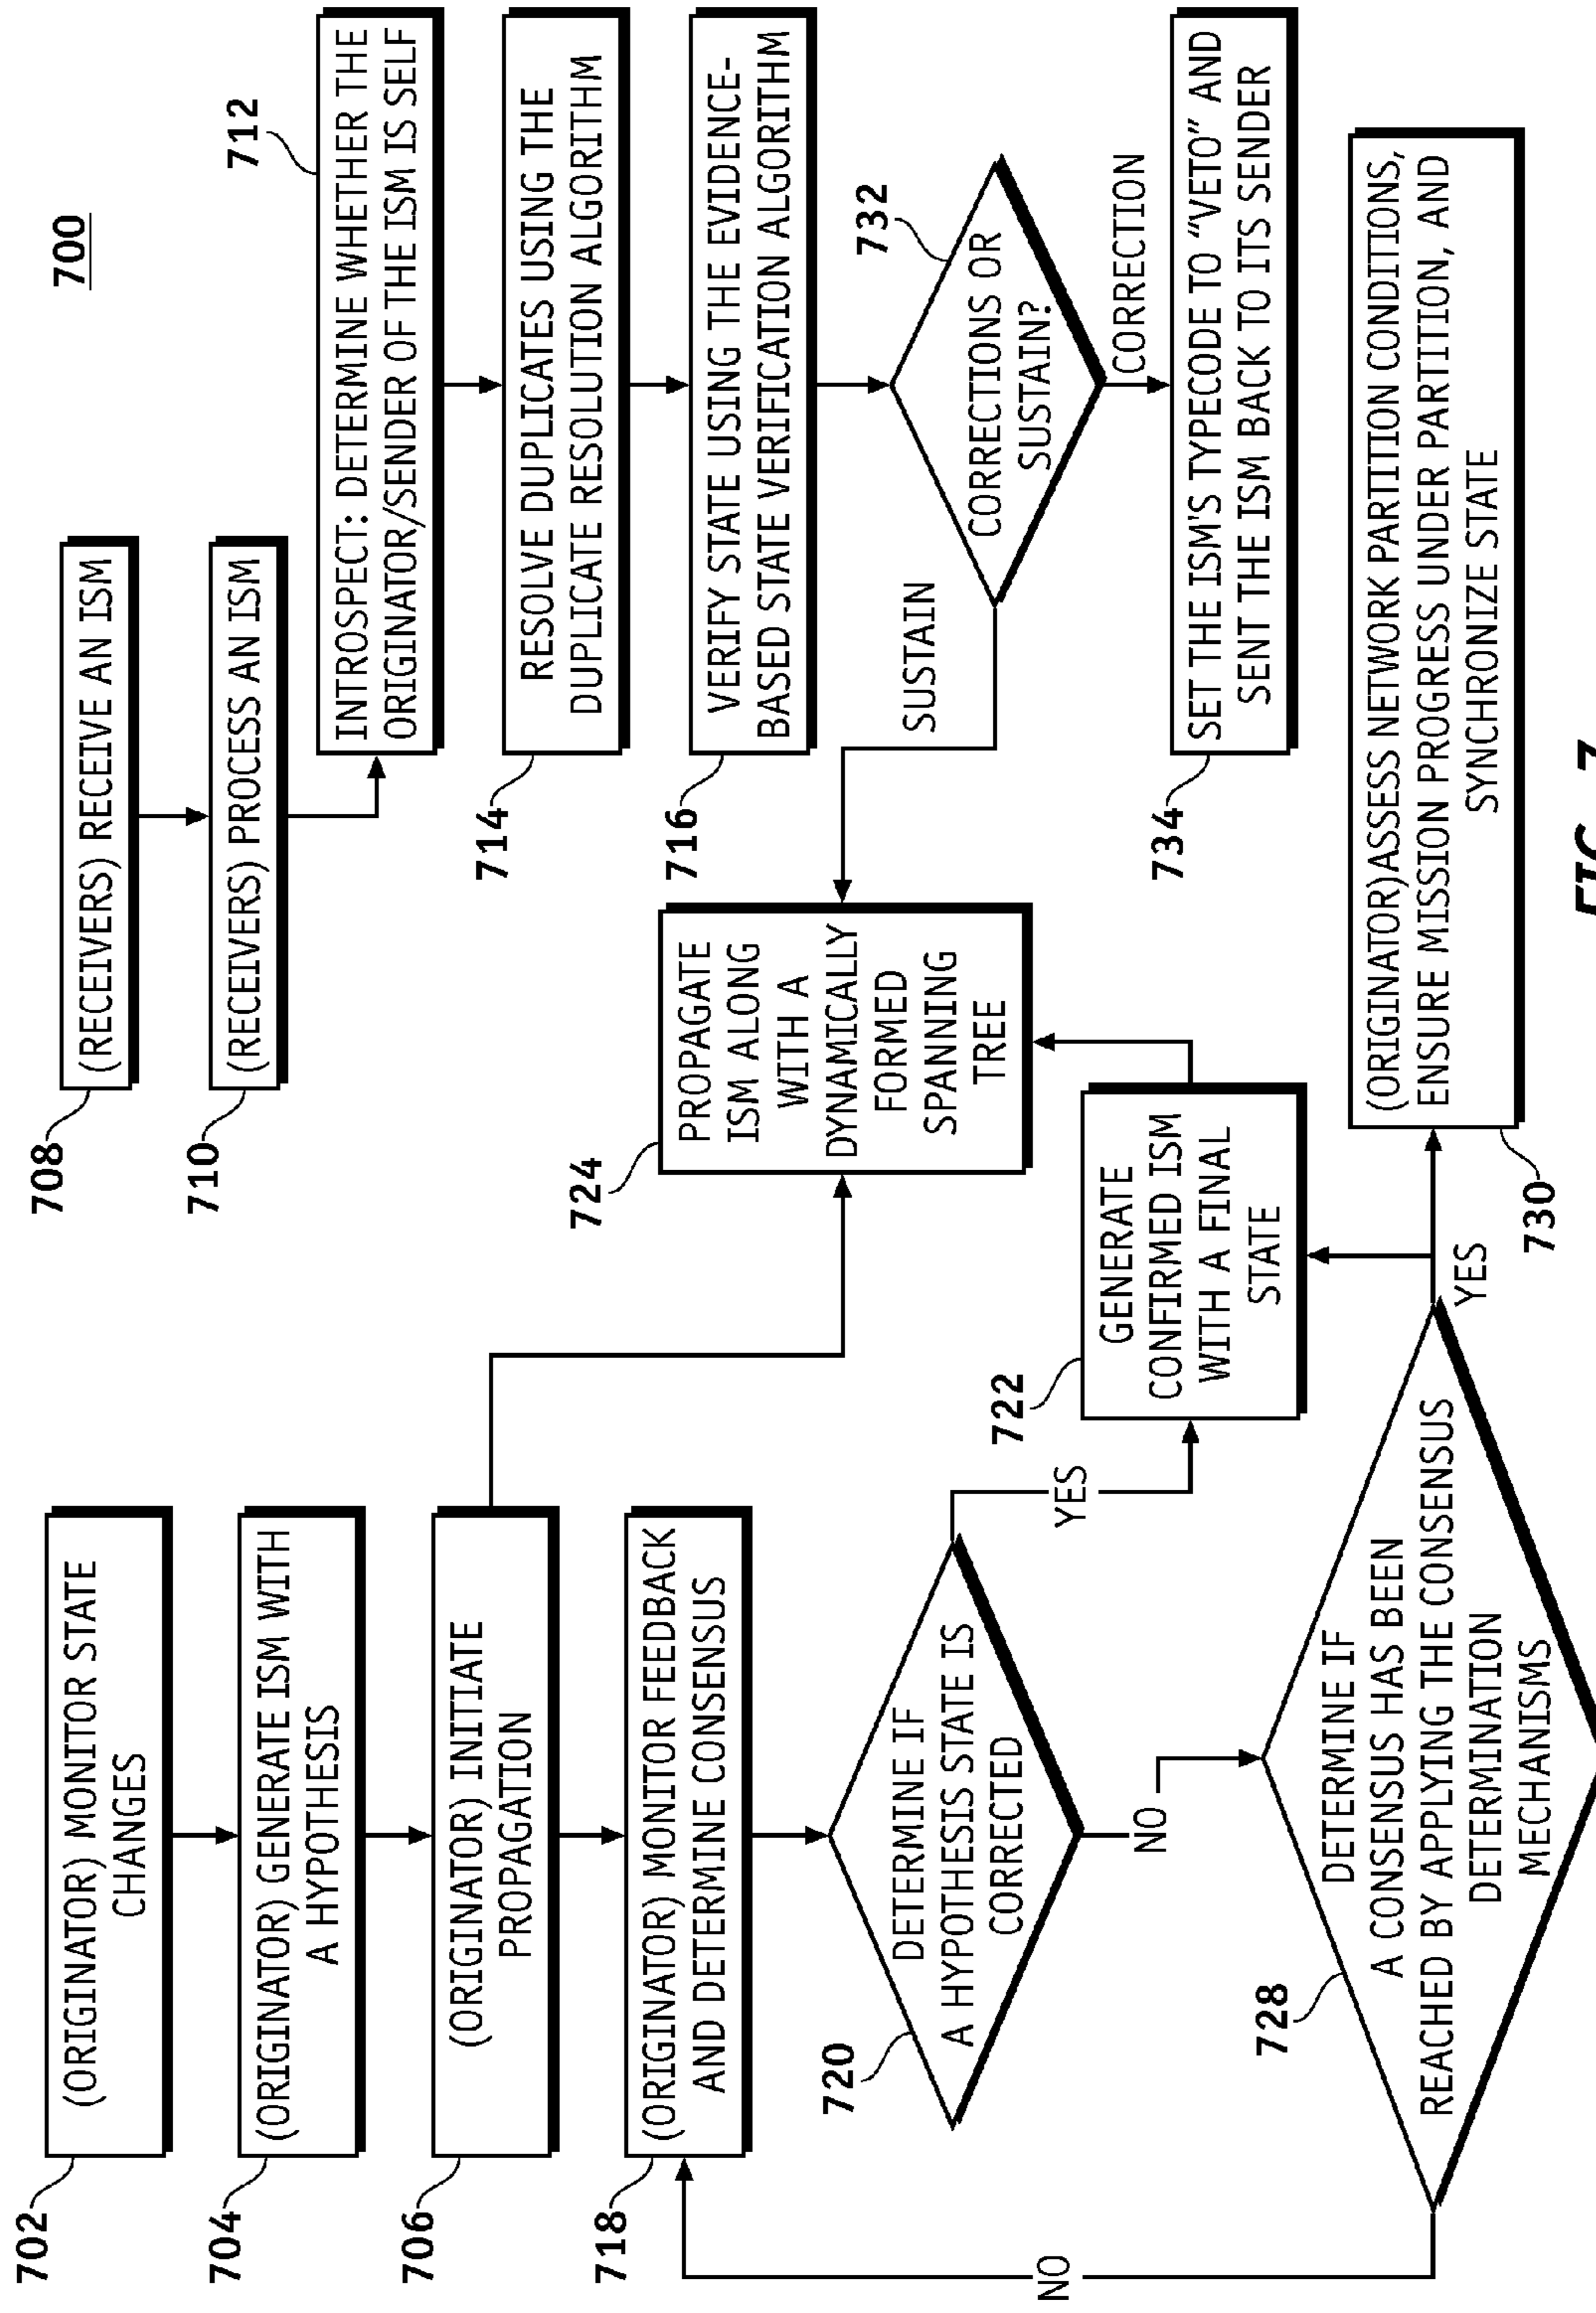 700
702
(ORIGINATOR) MONITOR STATE
CHANGES
704
(ORIGINATOR) GENERATE ISM WITH
A HYPOTHESIS
706
(ORIGINATOR) INITIATE
PROPAGATION
718
(ORIGINATOR) MONITOR FEEDBACK
AND DETERMINE CONSENSUS
720
DETERMINE IF
A HYPOTHESIS STATE IS
CORRECTED
YES
NO
728
DETERMINE IF
A CONSENSUS HAS BEEN
REACHED BY APPLYING THE CONSENSUS
DETERMINATION
MECHANISMS
NO
YES
722
GENERATE
CONFIRMED ISM
WITH A FINAL
STATE
724
PROPAGATE
ISM ALONG
WITH A
DYNAMICALLY
FORMED
SPANNING
TREE
708
(RECEIVERS) RECEIVE AN ISM
710
(RECEIVERS) PROCESS AN ISM
712
INTROSPECT: DETERMINE WHETHER THE
ORIGINATOR/SENDER OF THE ISM IS SELF
714
RESOLVE DUPLICATES USING THE
DUPLICATE RESOLUTION ALGORITHM
716
VERIFY STATE USING THE EVIDENCE-
BASED STATE VERIFICATION ALGORITHM
732
CORRECTIONS OR
SUSTAIN?
SUSTAIN
CORRECTION
734
SET THE ISM'S TYPECODE TO "VETO" AND
SENT THE ISM BACK TO ITS SENDER
730
(ORIGINATOR)ASSESS NETWORK PARTITION CONDITIONS,
ENSURE MISSION PROGRESS UNDER PARTITION, AND
SYNCHRONIZE STATE
FIG. 7